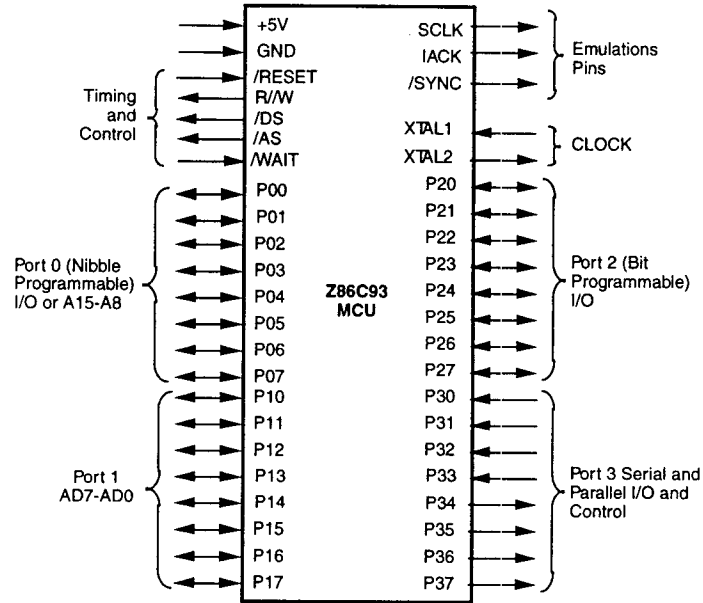 +5V
GND
/RESET
R//W
/DS
/AS
/WAIT
Timing
and
Control
P00
P01
P02
P03
P04
P05
P06
P07
Port 0 (Nibble
Programmable)
I/O or A15-A8
P10
P11
P12
P13
P14
P15
P16
P17
Port 1
AD7-AD0
Z86C93
MCU
SCLK
IACK
/SYNC
Emulations
Pins
XTAL1
XTAL2
CLOCK
P20
P21
P22
P23
P24
P25
P26
P27
Port 2 (Bit
Programmable)
I/O
P30
P31
P32
P33
P34
P35
P36
P37
Port 3 Serial and
Parallel I/O and
Control